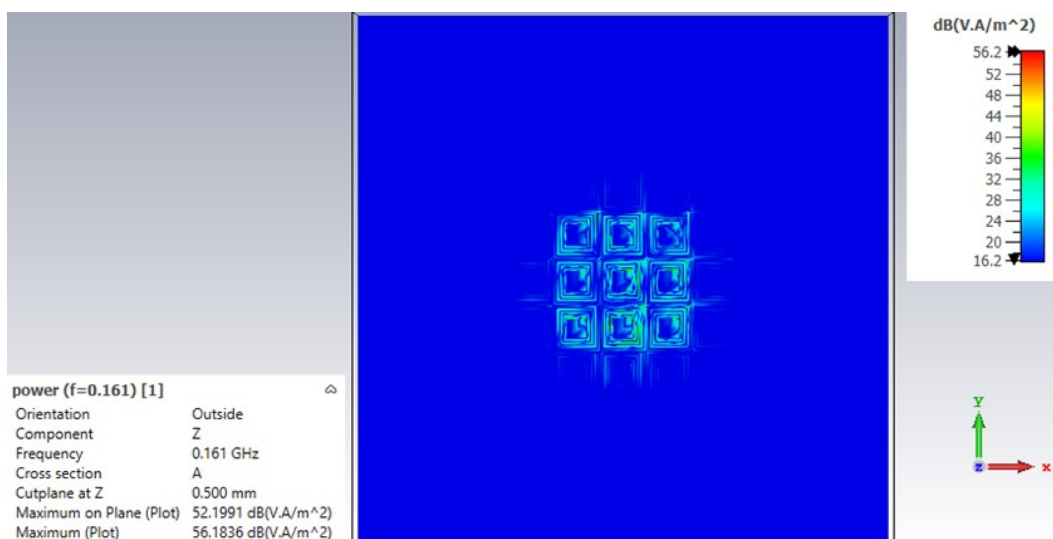 dB(V.A/m^2)
56.2
52
48
44
40
36
32
28
24
20
16.2
power (f=0.161) [1]
Orientation Outside
Component Z
Frequency 0.161 GHz
Cross section A
Cutplane at Z 0.500 mm
Maximum on Plane (Plot) 52.1991 dB(V.A/m^2)
Maximum (Plot) 56.1836 dB(V.A/m^2)
Y
z x